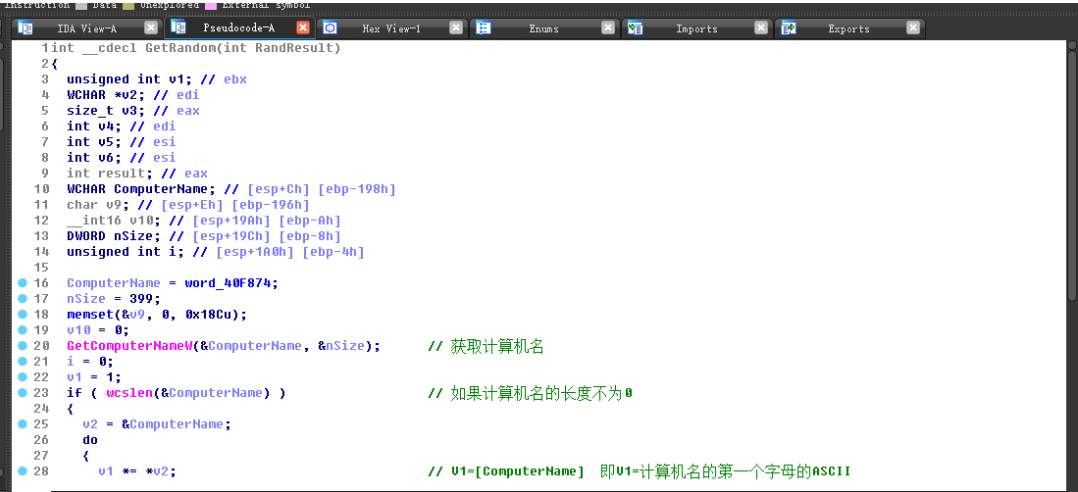 Instruction Data Unexplored External symbol
IDA View-A Pseudocode-A Hex View-1 Enums Imports Exports
1 int __cdecl GetRandom(int RandResult)
2 {
3 unsigned int v1; // ebx
4 WCHAR *v2; // edi
5 size_t v3; // eax
6 int v4; // edi
7 int v5; // esi
8 int v6; // esi
9 int result; // eax
10 WCHAR ComputerName; // [esp+Ch] [ebp-198h]
11 char v9; // [esp+Eh] [ebp-196h]
12 __int16 v10; // [esp+19Ah] [ebp-Ah]
13 DWORD nSize; // [esp+19Ch] [ebp-8h]
14 unsigned int i; // [esp+1A0h] [ebp-4h]
15
16 ComputerName = word_40F874;
17 nSize = 399;
18 memset(&v9, 0, 0x18Cu);
19 v10 = 0;
20 GetComputerNameW(&ComputerName, &nSize); // 获取计算机名
21 i = 0;
22 v1 = 1;
23 if ( wcslen(&ComputerName) ) // 如果计算机名的长度不为0
24 {
25 v2 = &ComputerName;
26 do
27 {
28 v1 *= *v2; // V1=[ComputerName] 即V1=计算机名的第一个字母的ASCII